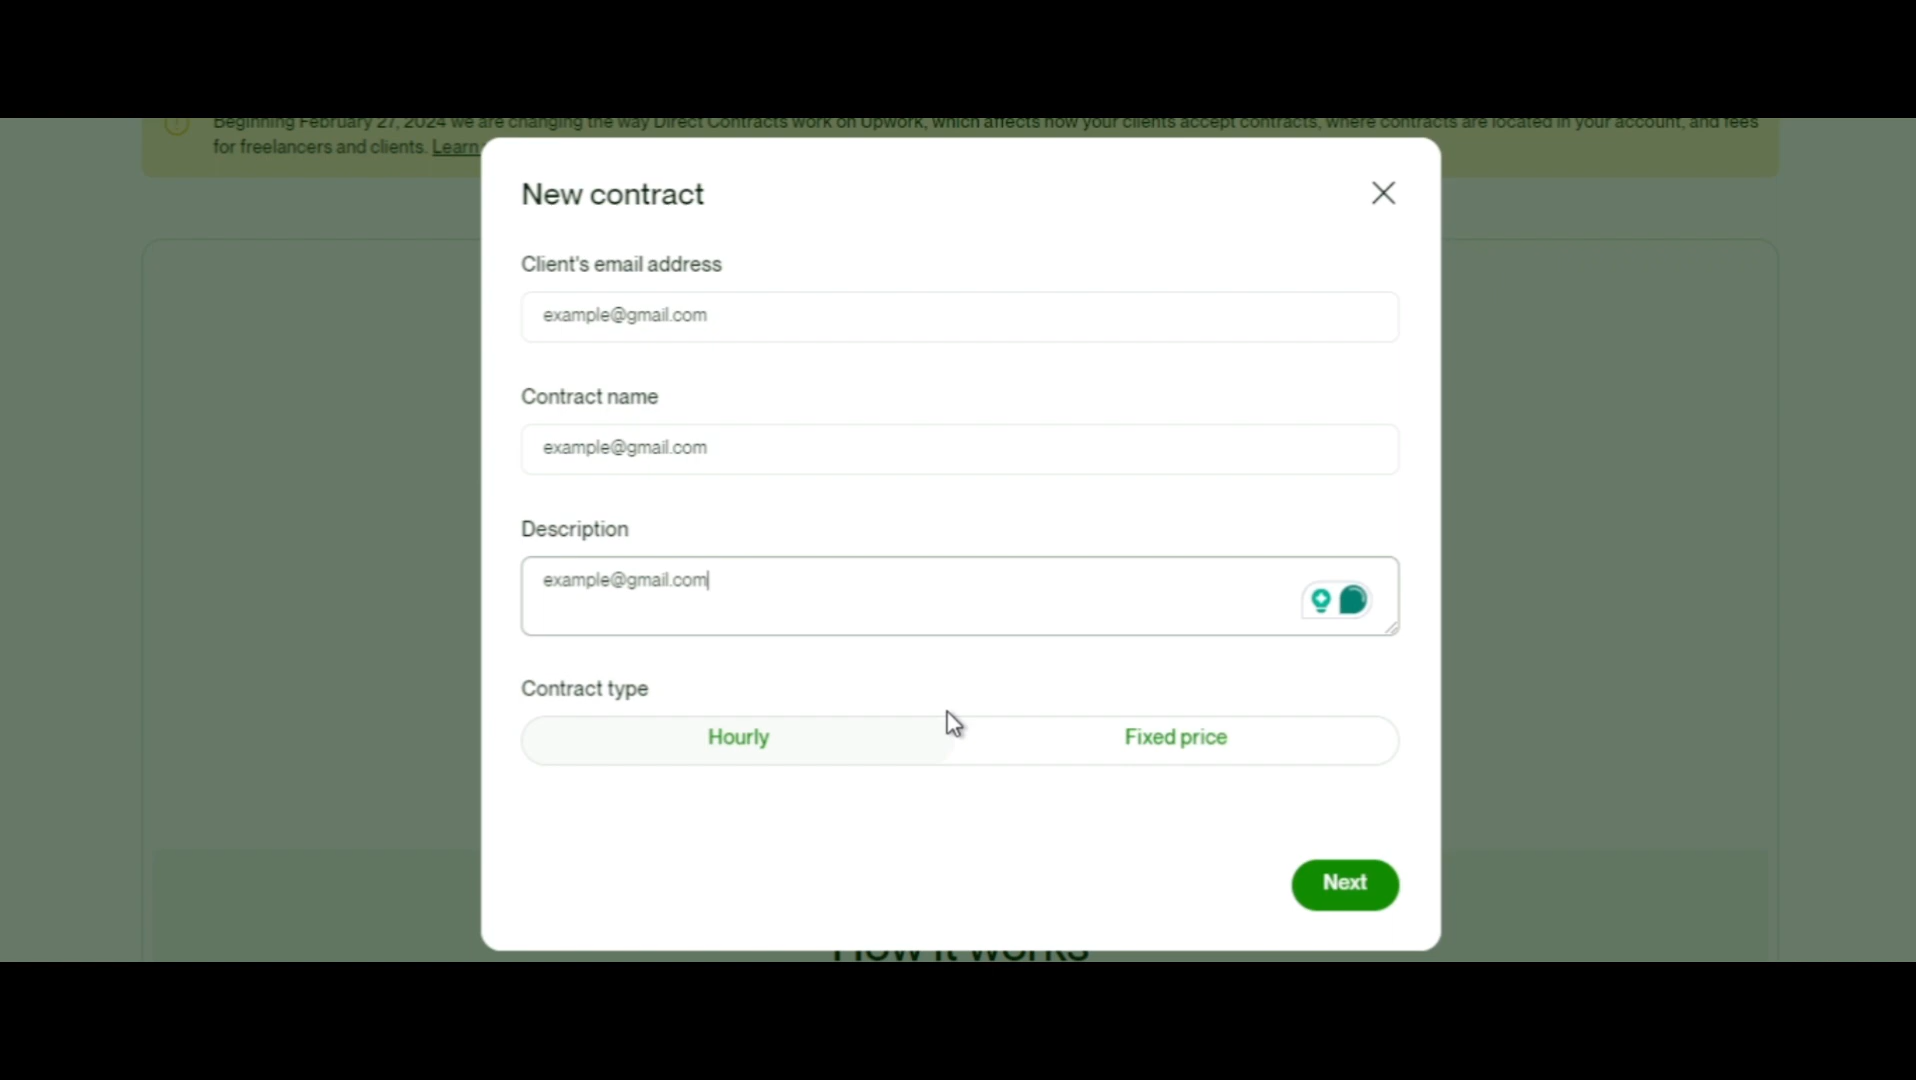 Beginning February 27, 2024 we are changing the way Direct Contracts work on Upwork, which affects how your clients accept contracts, where contracts are located in your account, and fees
for freelancers and clients. Learn
New contract
Client's email address
example@gmail.com
Contract name
example@gmail.com
Description
example@gmail.com
Contract type
Hourly
Fixed price
Next
How it works